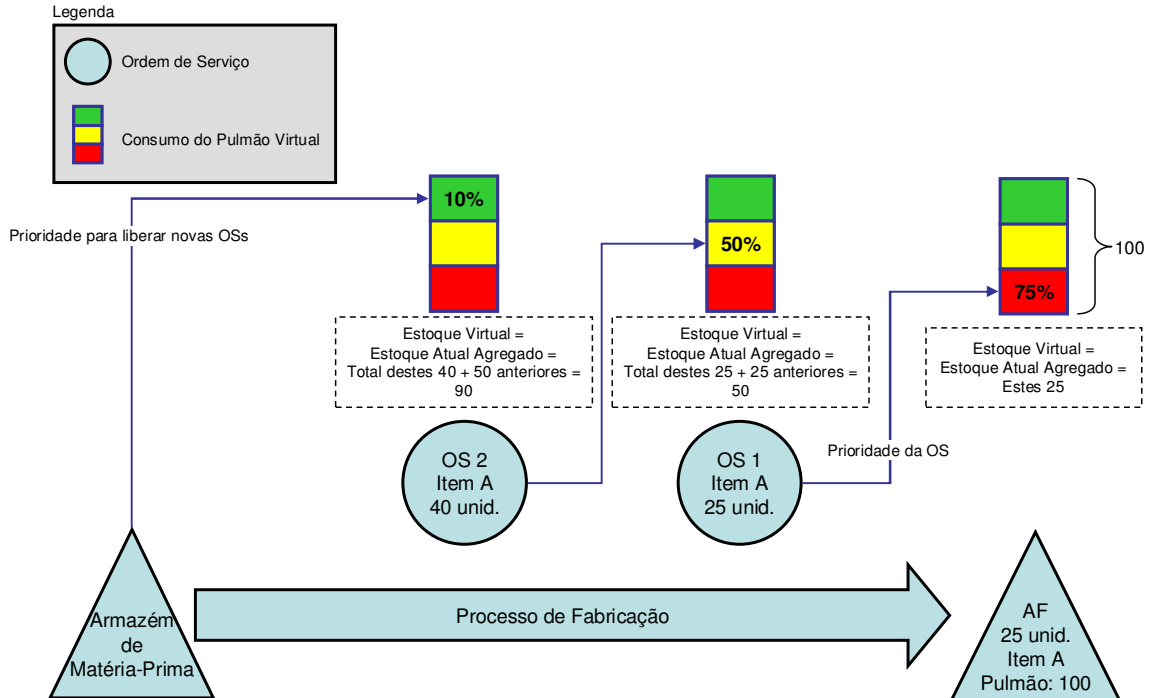 Legenda
Ordem de Serviço
Consumo do Pulmão Virtual
Prioridade para liberar novas OSs
10%
50%
75%
100
Estoque Virtual =
Estoque Atual Agregado =
Total destes 40 + 50 anteriores =
90
Estoque Virtual =
Estoque Atual Agregado =
Total destes 25 + 25 anteriores =
50
Estoque Virtual =
Estoque Atual Agregado =
Estes 25
OS 2
Item A
40 unid.
OS 1
Item A
25 unid.
Prioridade da OS
Armazém
de
Matéria-Prima
Processo de Fabricação
AF
25 unid.
Item A
Pulmão: 100